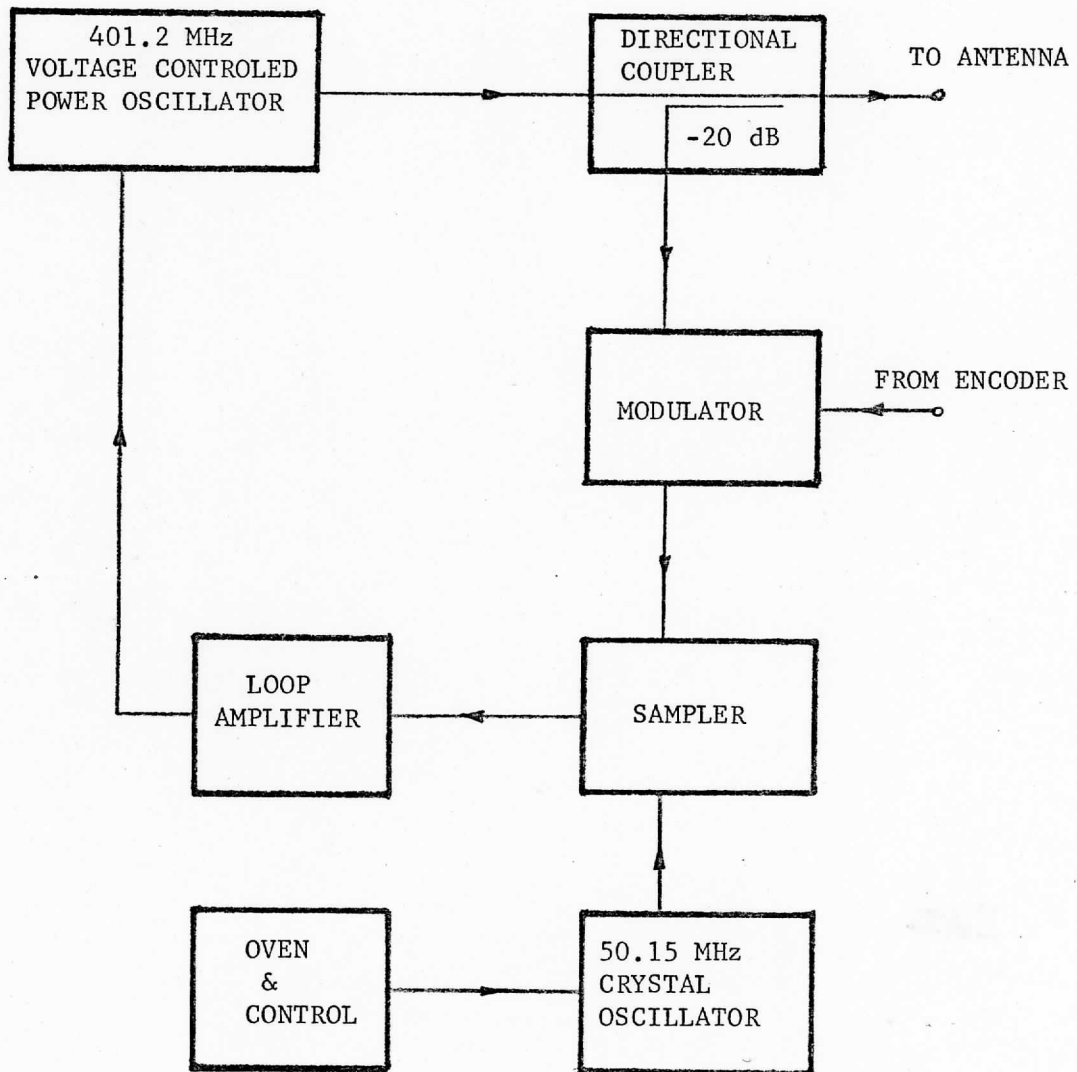 401.2 MHz
VOLTAGE CONTROLED
POWER OSCILLATOR
DIRECTIONAL
COUPLER
-20 dB
TO ANTENNA
MODULATOR
FROM ENCODER
LOOP
AMPLIFIER
SAMPLER
OVEN
&
CONTROL
50.15 MHz
CRYSTAL
OSCILLATOR